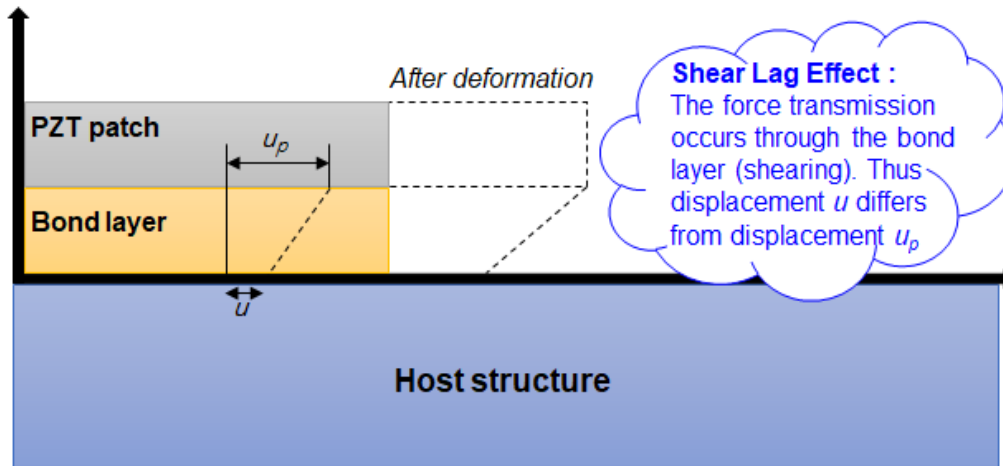 After deformation
PZT patch
u_p
Bond layer
u
Host structure
Shear Lag Effect :
The force transmission
occurs through the bond
layer (shearing). Thus
displacement u differs
from displacement u_p